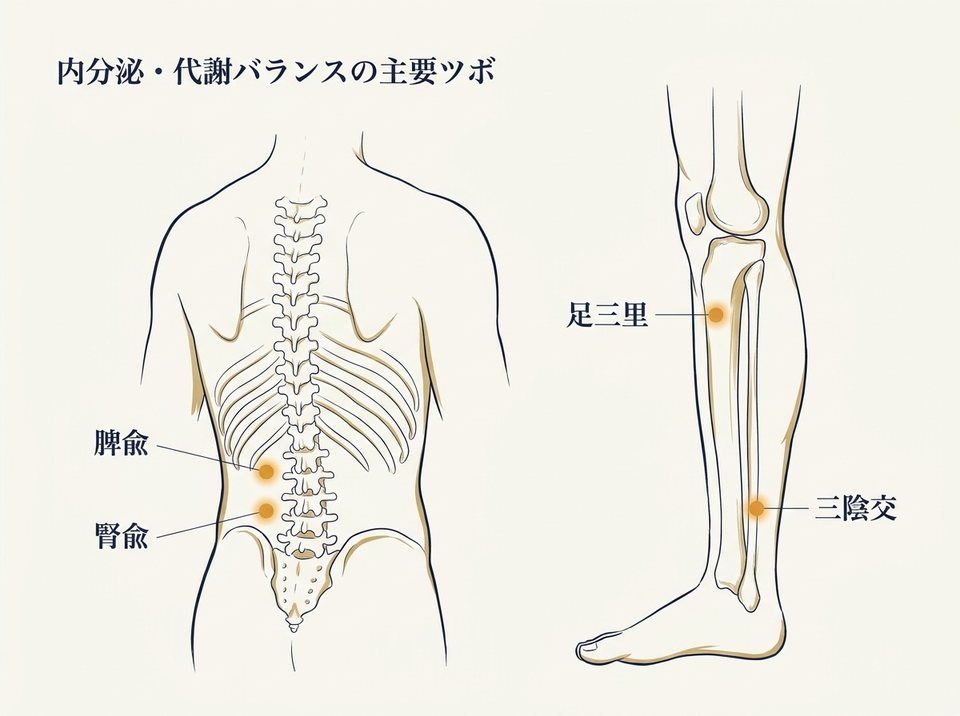 内分泌・代謝バランスの主要ツボ
足三里
脾兪
三陰交
腎兪